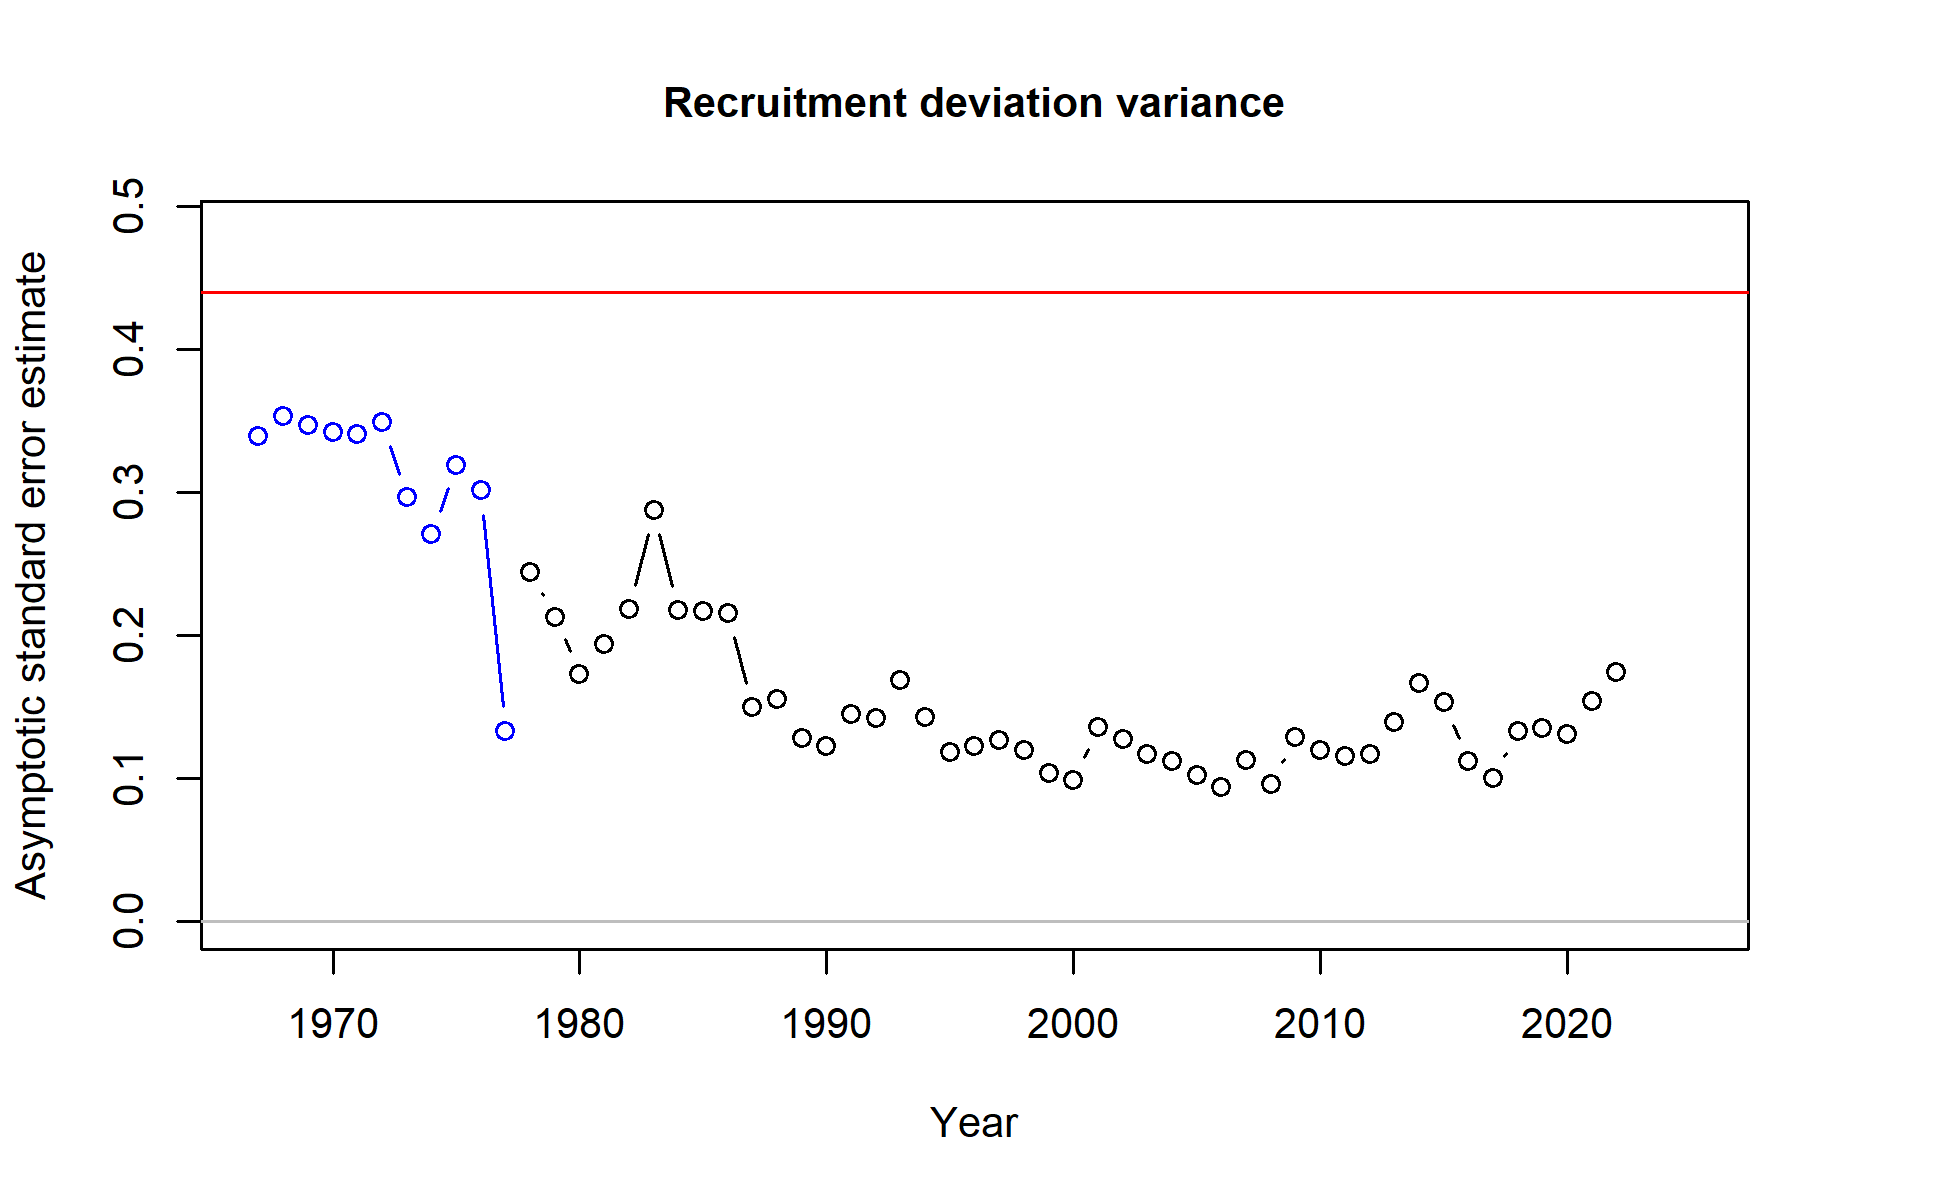 Recruitment deviation variance
Asymptotic standard error estimate
0.5
0.4
0.3
0.2
0.1
0.0
1970 1980 1990 2000 2010 2020
Year